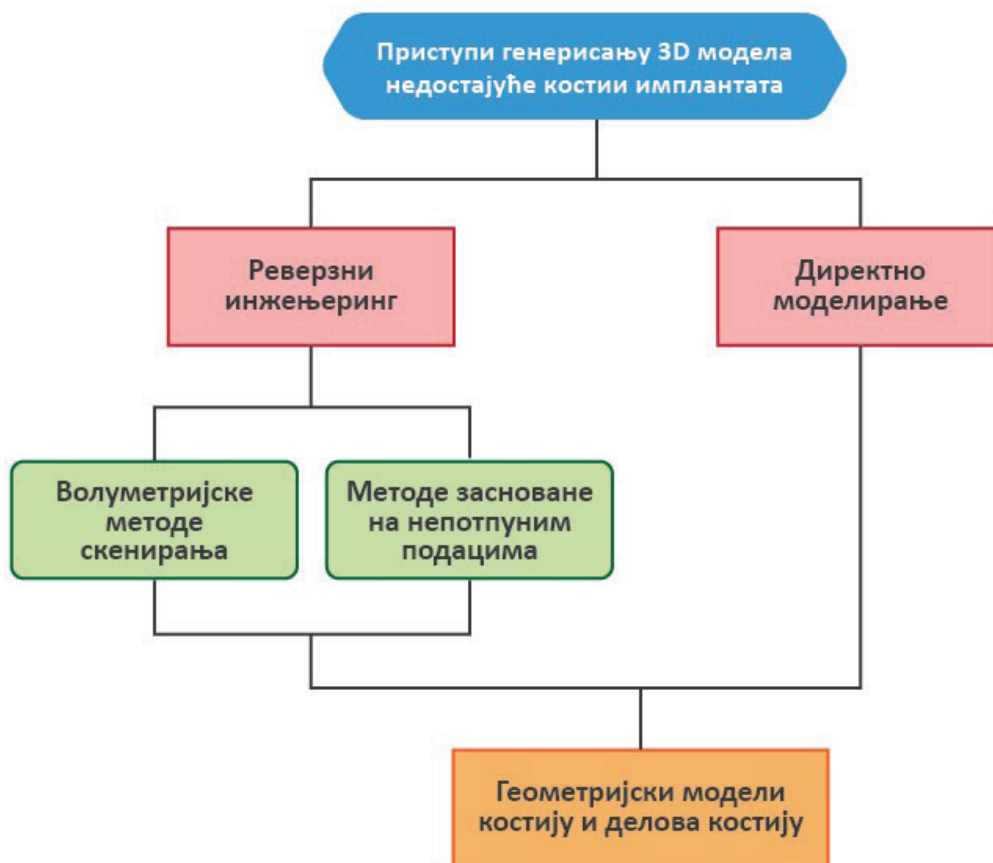 Приступи генерисању 3D модела
недостајуће костии имплантата
Реверзни
инжењеринг
Директно
моделирање
Волуметријске
методе
скенирања
Методе засноване
на непотпуним
подацима
Геометријски модели
костију и делова костију